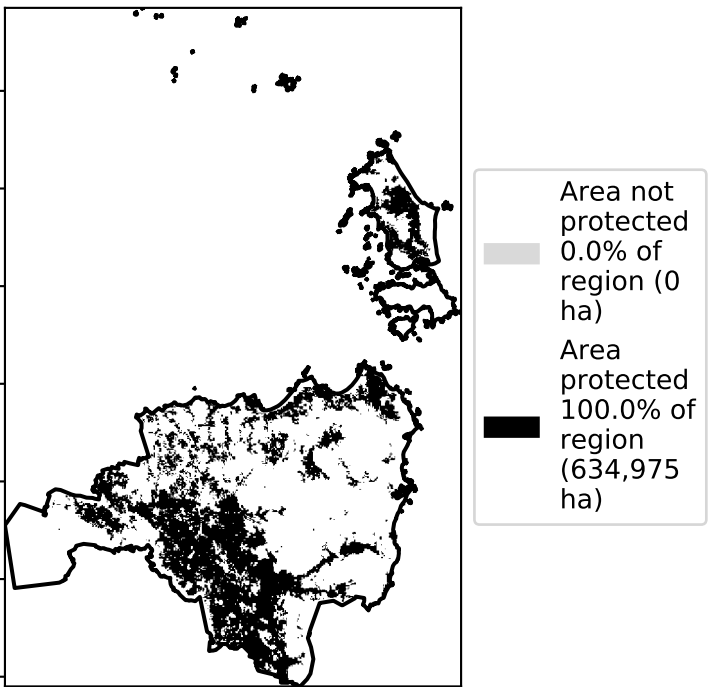 Area not
protected
0.0% of
region (0
ha)
Area
protected
100.0% of
region
(634,975
ha)